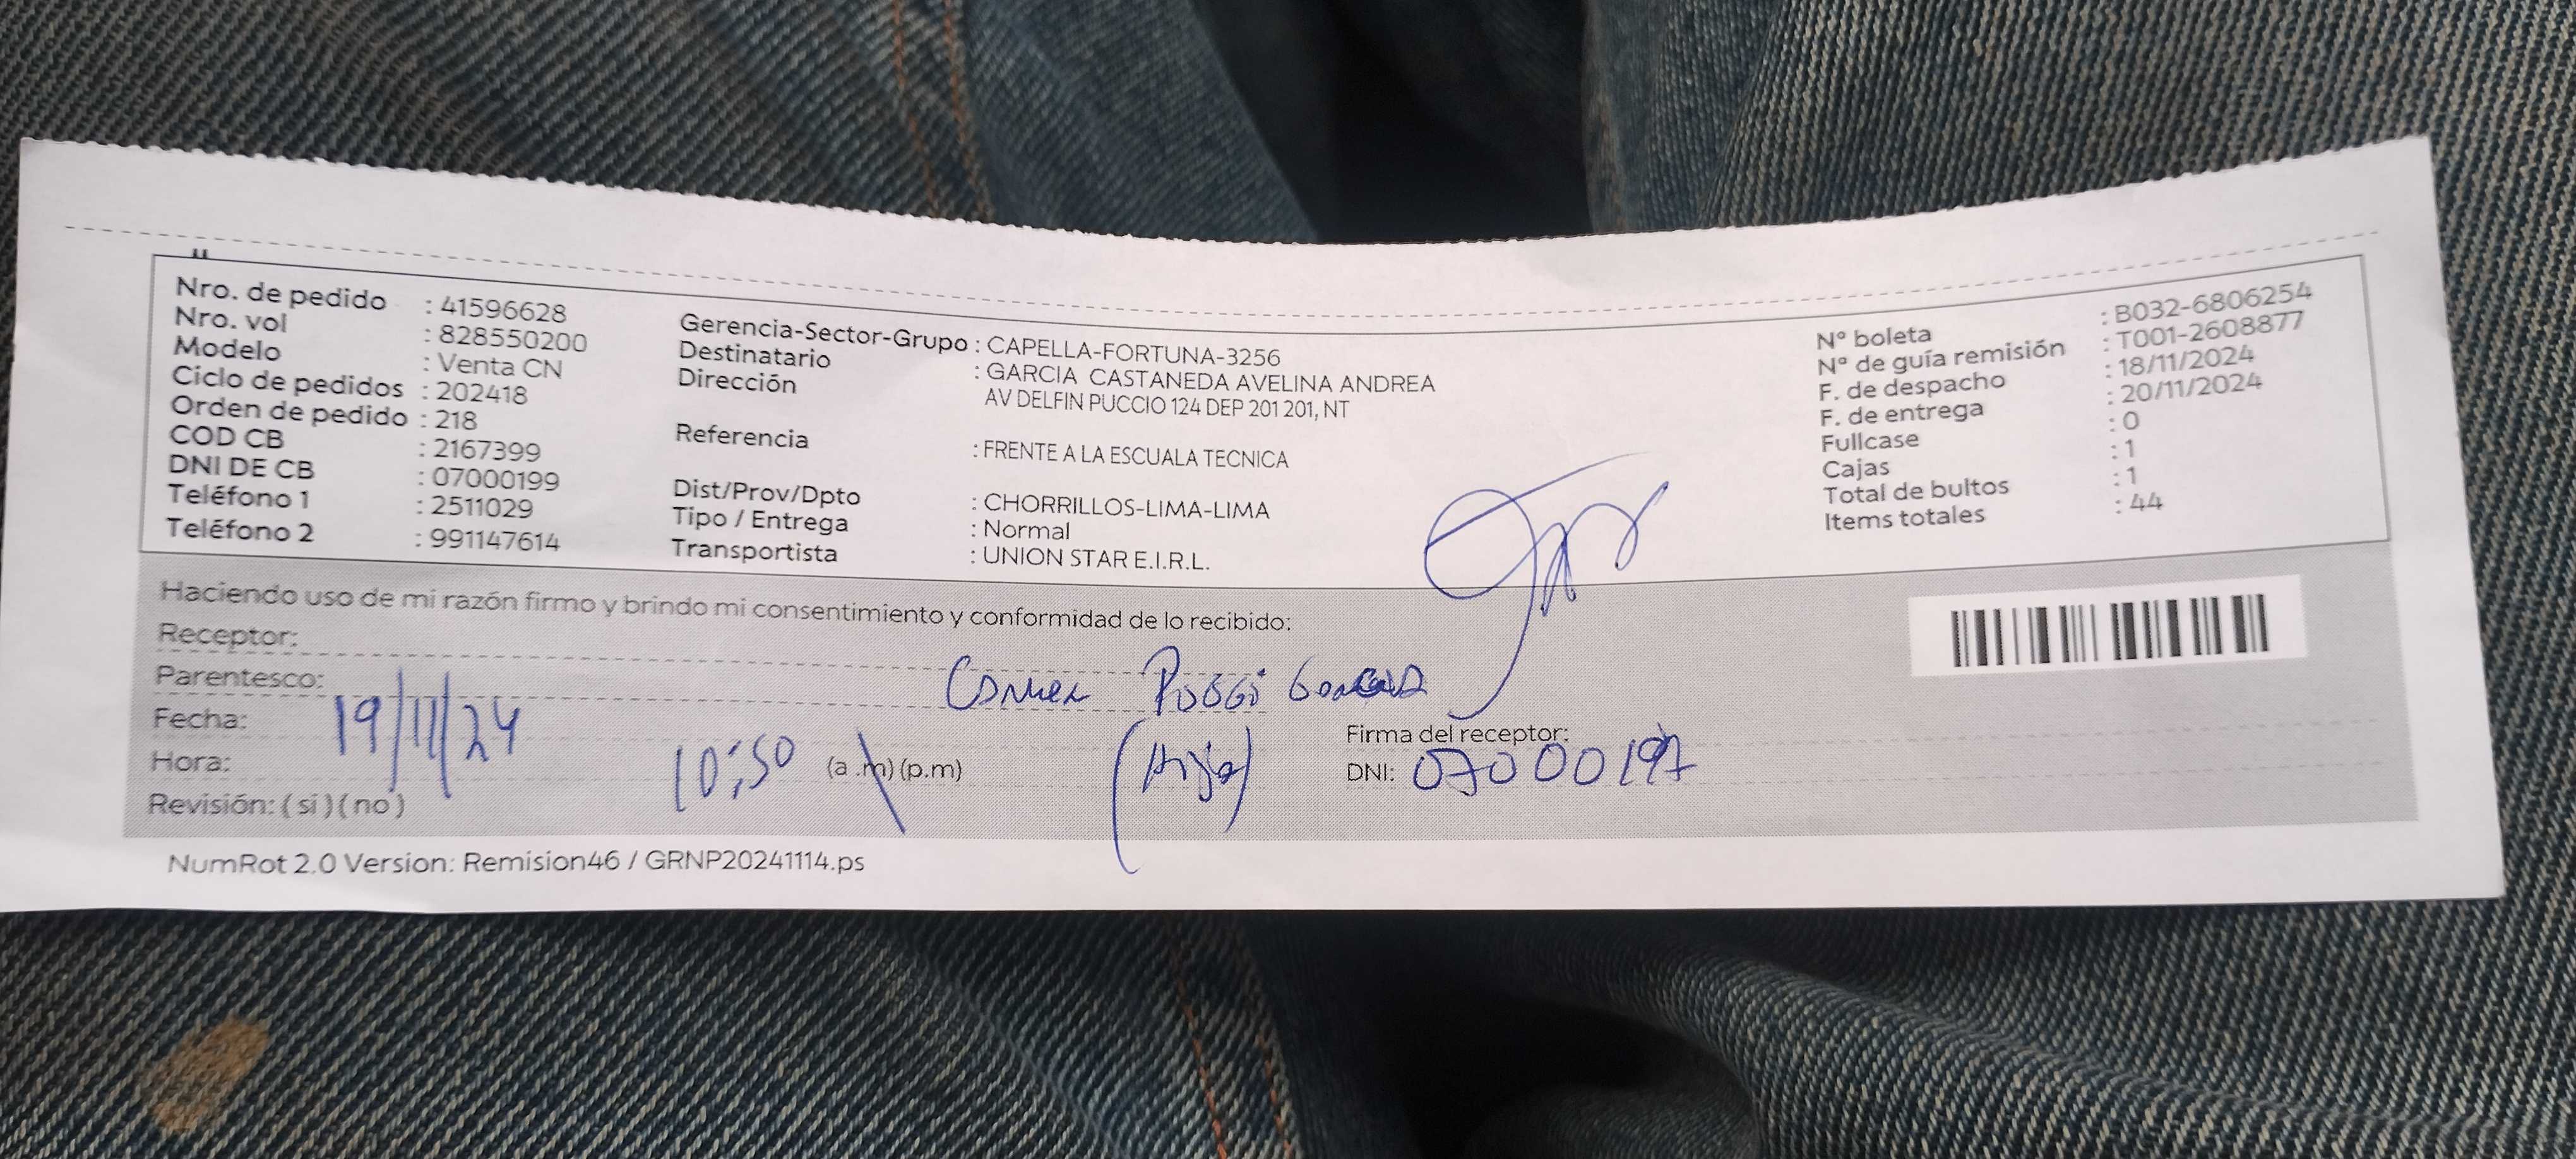 Nro. de pedido : 41596628
Nro. vol : 828550200
Modelo : Venta CN
Ciclo de pedidos : 202418
Orden de pedido : 218
COD CB : 2167399
DNI DE CB : 07000199
Teléfono 1 : 2511029
Teléfono 2 : 991147614
Gerencia-Sector-Grupo : CAPELLA-FORTUNA-3256
Destinatario : GARCIA CASTANEDA AVELINA ANDREA
Dirección AV DELFIN PUCCIO 124 DEP 201 201, NT
Referencia : FRENTE A LA ESCUALA TECNICA
Dist/Prov/Dpto : CHORRILLOS-LIMA-LIMA
Tipo / Entrega : Normal
Transportista : UNION STAR E.I.R.L.
Nº boleta : B032-6806254
Nº de guía remisión : T001-2608877
F. de despacho : 18/11/2024
F. de entrega : 20/11/2024
Fullcase : 0
Cajas : 1
Total de bultos : 1
Items totales : 44
Haciendo uso de mi razón firmo y brindo mi consentimiento y conformidad de lo recibido:
Receptor:
Parentesco: Poggi
Fecha: 19/11/24
Firma del receptor:
Hora: 10:50 (a .m) (p.m) (Hija) DNI:
Revisión: ( si ) ( no )
NumRot 2.0 Version: Remision46 / GRNP20241114.ps